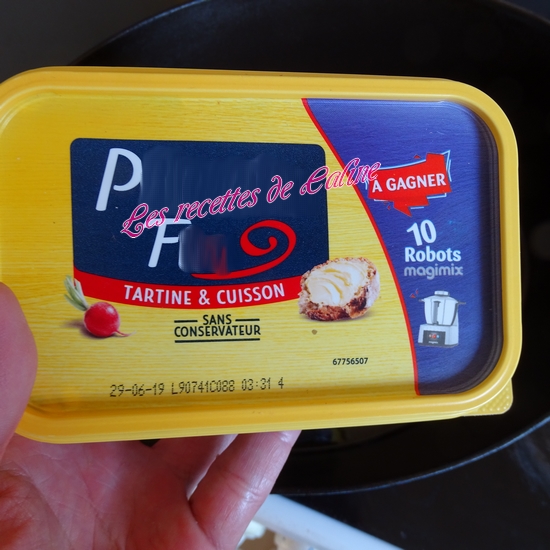 P
F
Les recettes de Caline
TARTINE & CUISSON
SANS
CONSERVATEUR
À GAGNER
10
Robots
magimix
67756507
29-06-19 L90741C088 03:31 4